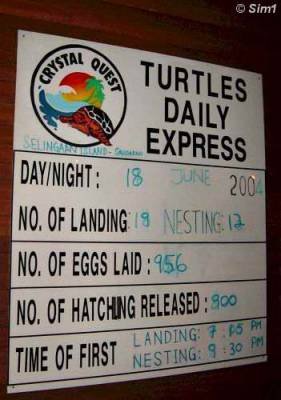 © Sim1
CRYSTAL QUEST
SELINGAAN ISLAND - SANDAKAN
TURTLES
DAILY
EXPRESS
DAY/NIGHT : 18 JUNE 2004
NO. OF LANDING: 18 NESTING: 12
NO. OF EGGS LAID : 956
NO. OF HATCHLING RELEASED : 800
TIME OF FIRST LANDING: 7:05 PM
NESTING: 9:30 PM